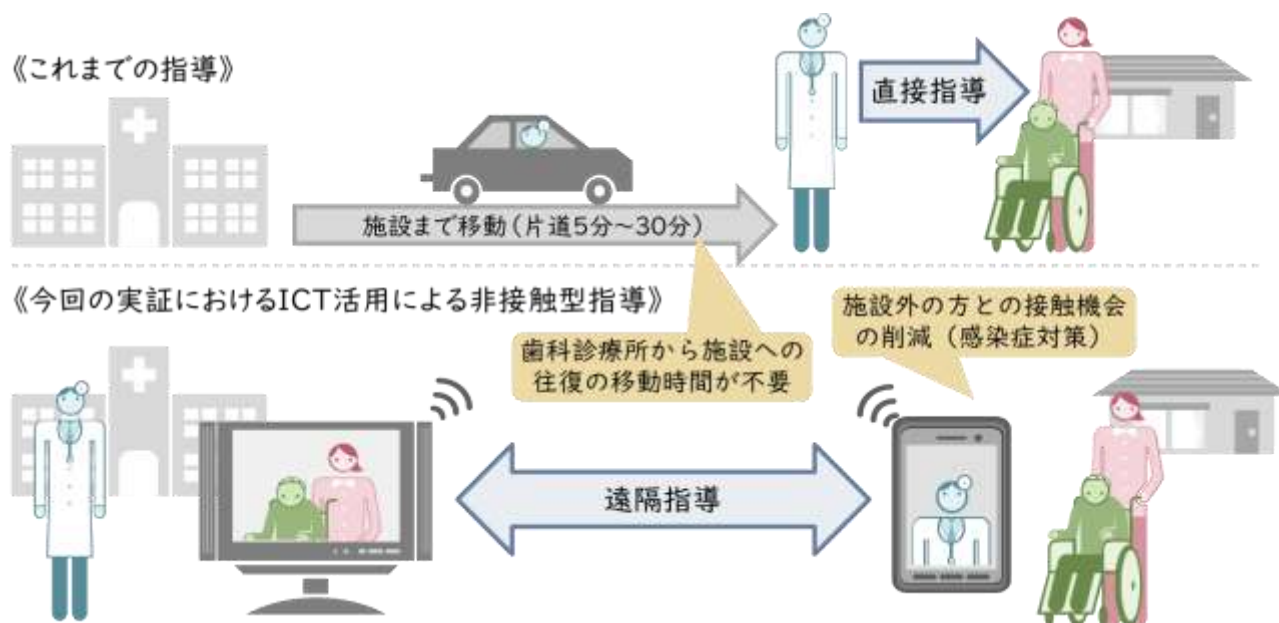 《これまでの指導》
直接指導
施設まで移動(片道5分～30分)
《今回の実証におけるICT活用による非接触型指導》
歯科診療所から施設への
往復の移動時間が不要
施設外の方との接触機会
の削減（感染症対策）
遠隔指導